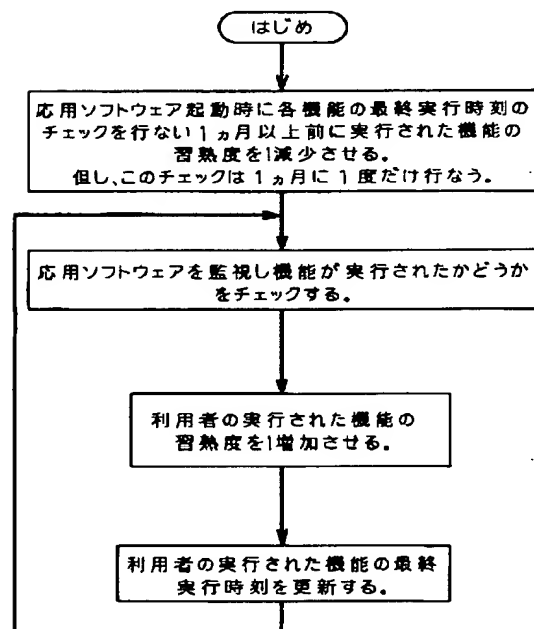 はじめ
応用ソフトウェア起動時に各機能の最終実行時刻の
チェックを行ない1ヵ月以上前に実行された機能の
習熟度を1減少させる。
但し、このチェックは1ヵ月に1度だけ行なう。
応用ソフトウェアを監視し機能が実行されたかどうか
をチェックする。
利用者の実行された機能の
習熟度を1増加させる。
利用者の実行された機能の最終
実行時刻を更新する。